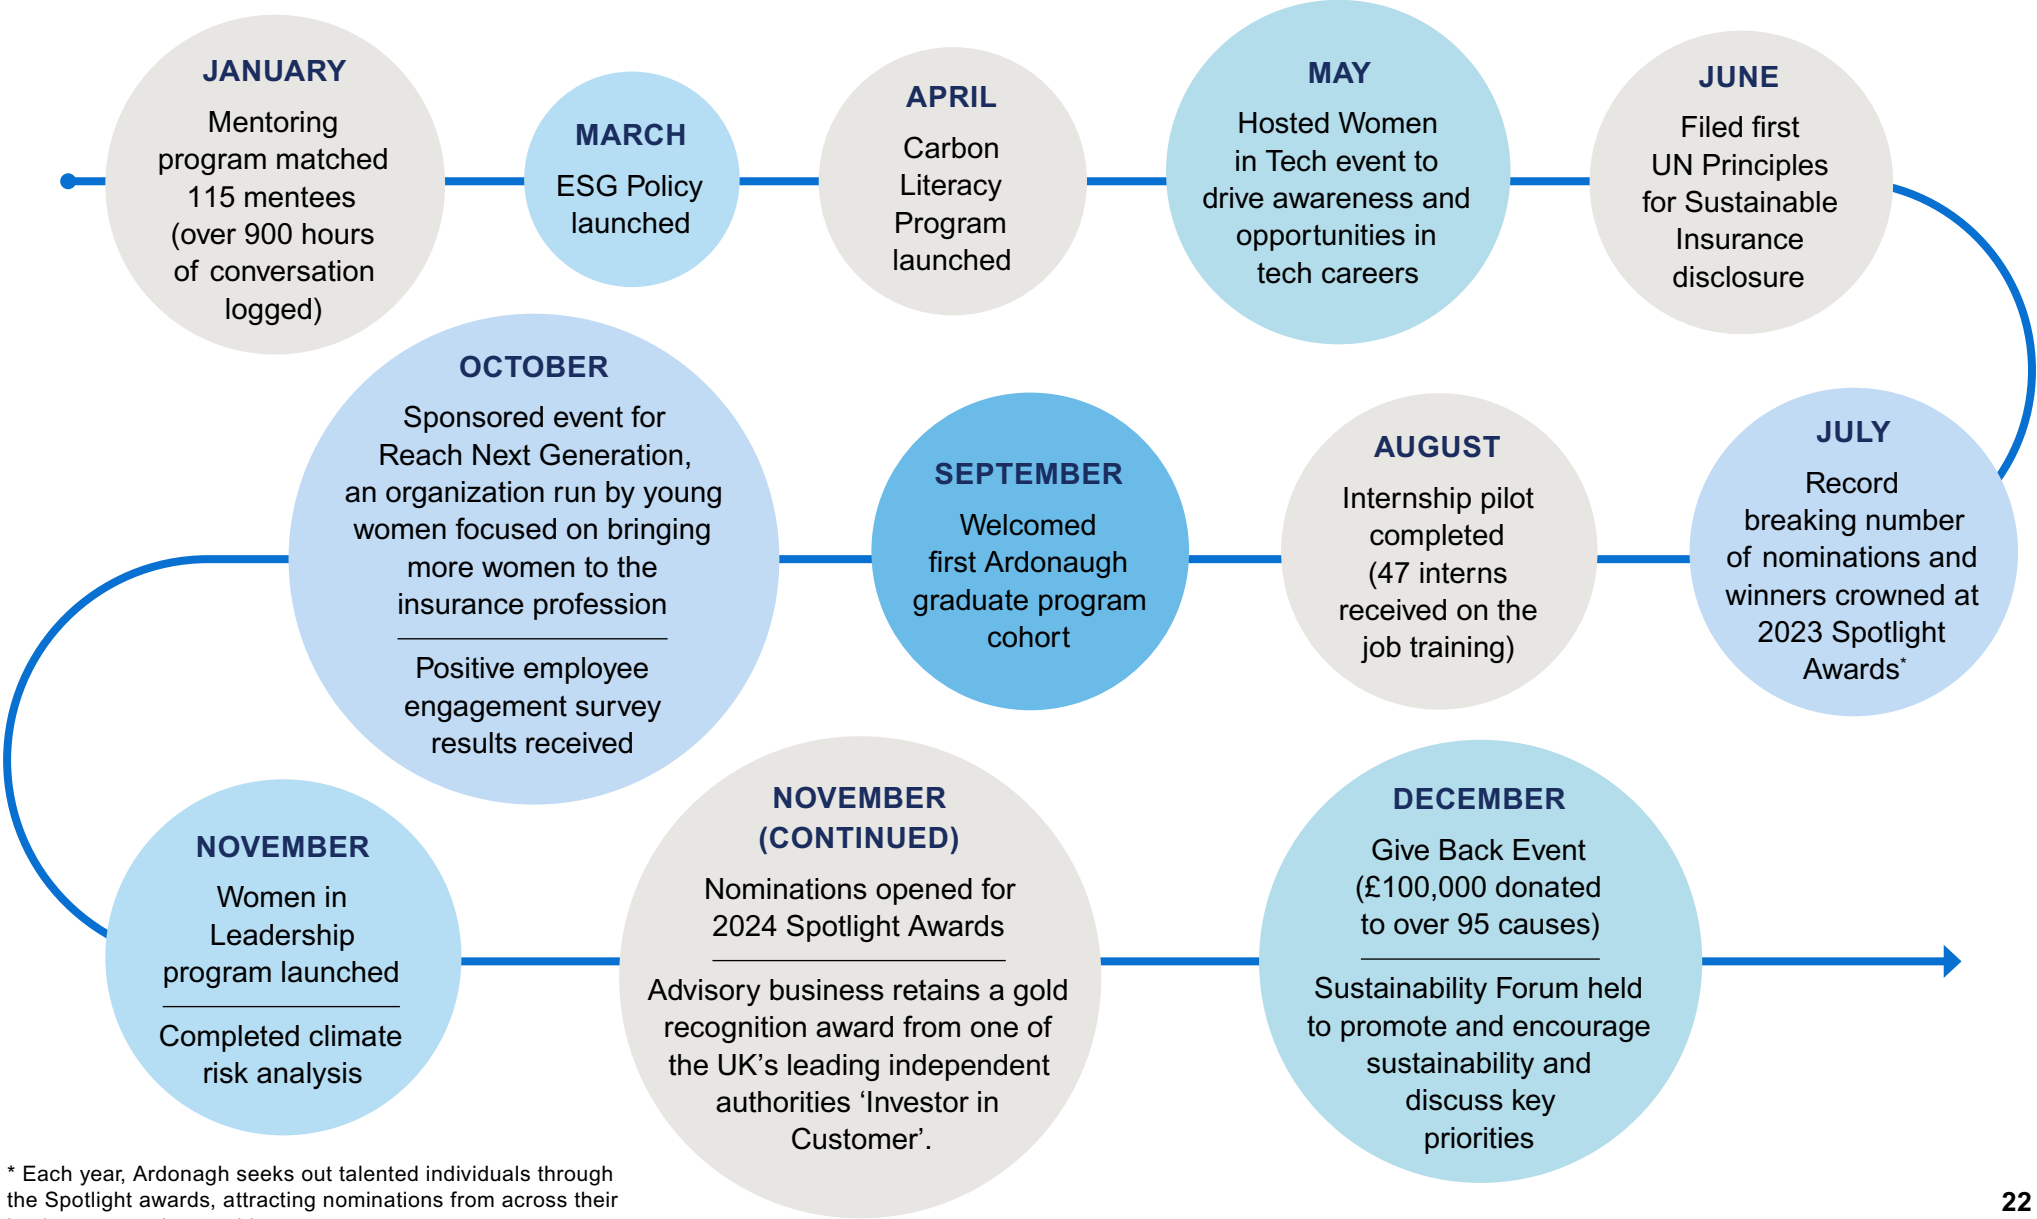 JANUARY
Mentoring
program matched
115 mentees
(over 900 hours
of conversation
logged)
MARCH
ESG Policy
launched
APRIL
Carbon
Literacy
Program
launched
MAY
Hosted Women
in Tech event to
drive awareness and
opportunities in
tech careers
JUNE
Filed first
UN Principles
for Sustainable
Insurance
disclosure
JULY
Record
breaking number
of nominations and
winners crowned at
2023 Spotlight
Awards*
AUGUST
Internship pilot
completed
(47 interns
received on the
job training)
SEPTEMBER
Welcomed
first Ardonaugh
graduate program
cohort
OCTOBER
Sponsored event for
Reach Next Generation,
an organization run by young
women focused on bringing
more women to the
insurance profession
Positive employee
engagement survey
results received
NOVEMBER
Women in
Leadership
program launched
Completed climate
risk analysis
NOVEMBER
(CONTINUED)
Nominations opened for
2024 Spotlight Awards
Advisory business retains a gold
recognition award from one of
the UK’s leading independent
authorities ‘Investor in
Customer’.
DECEMBER
Give Back Event
(£100,000 donated
to over 95 causes)
Sustainability Forum held
to promote and encourage
sustainability and
discuss key
priorities
* Each year, Ardonagh seeks out talented individuals through
the Spotlight awards, attracting nominations from across their
22